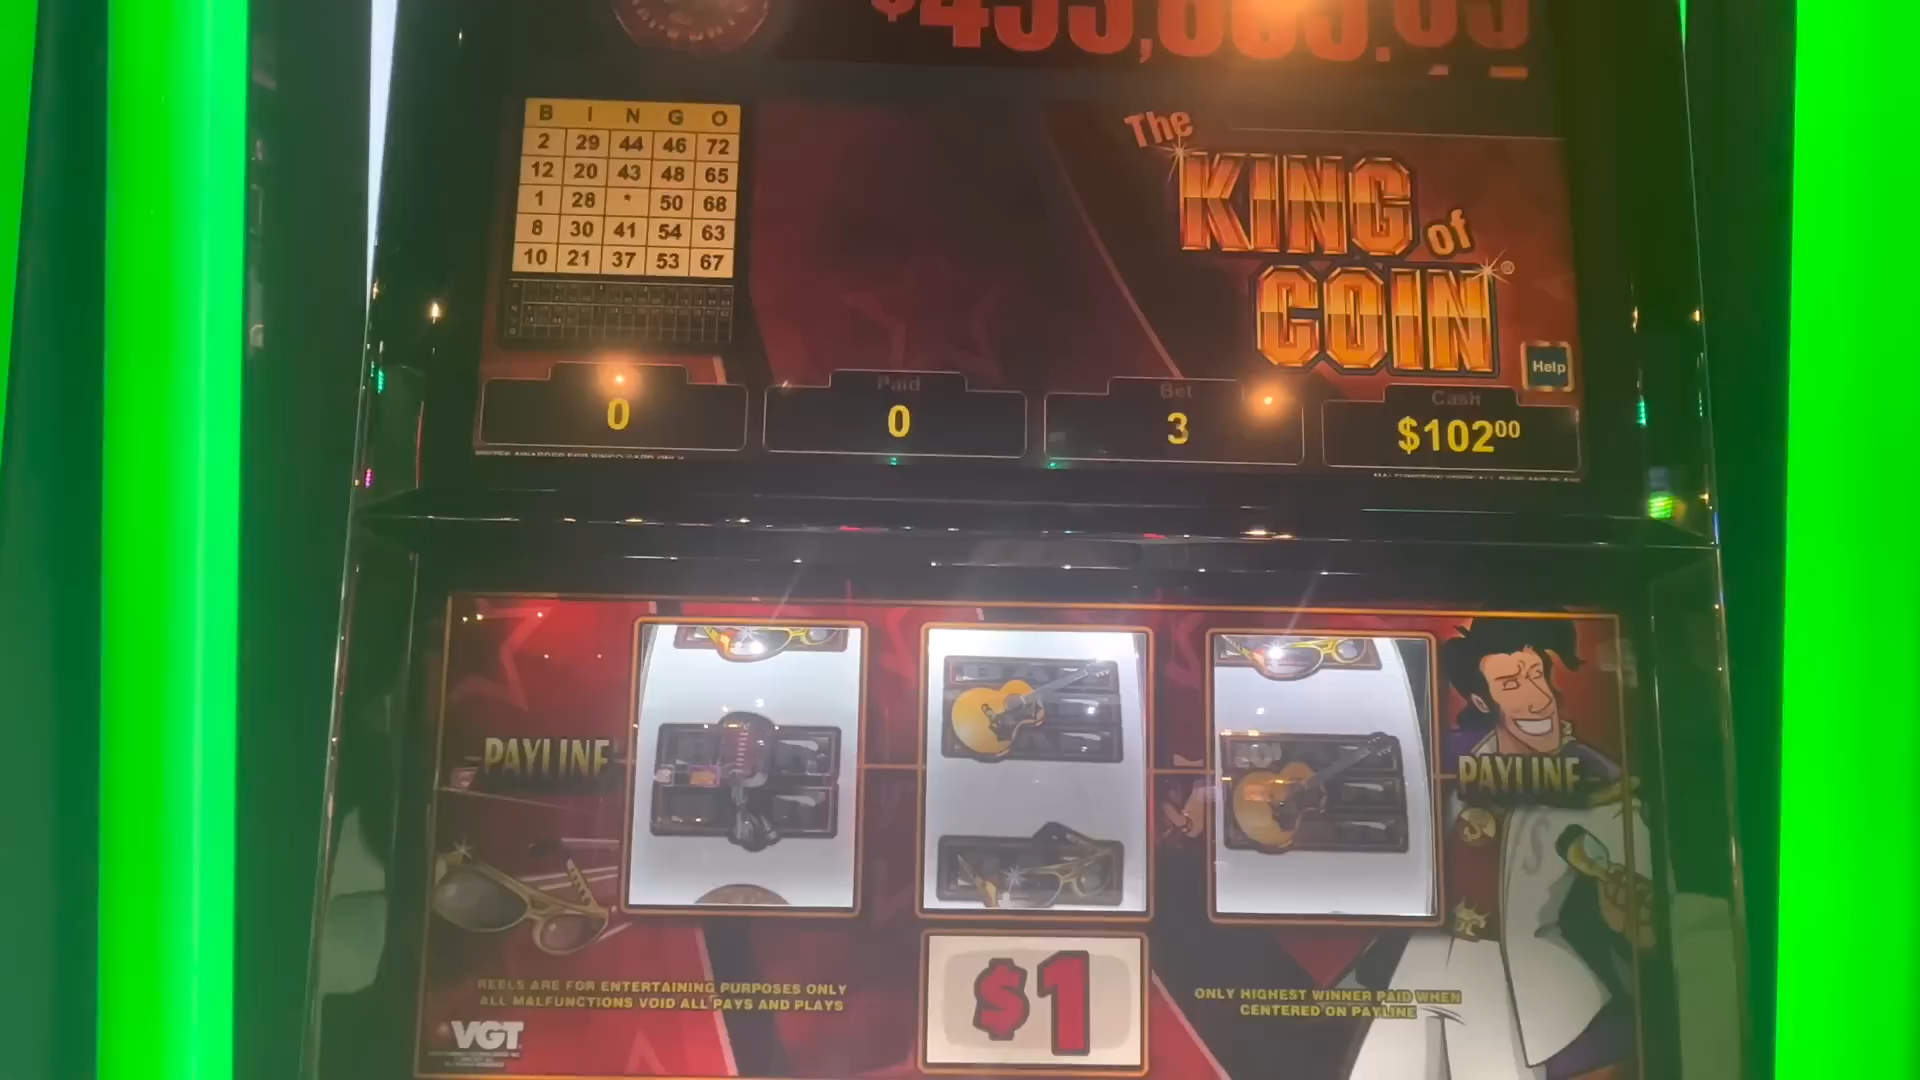 B I N G O
2 29 44 46 72
12 20 43 48 65
1 28 * 50 68
8 30 41 54 63
10 21 37 53 67
The
KING of
COIN®
Help
0
Paid
0
Bet
3
Cash
$102⁰⁰
PAYLINE
PAYLINE
REELS ARE FOR ENTERTAINING PURPOSES ONLY
ALL MALFUNCTIONS VOID ALL PAYS AND PLAYS
VGT
$1
ONLY HIGHEST WINNER PAID WHEN
CENTERED ON PAYLINE